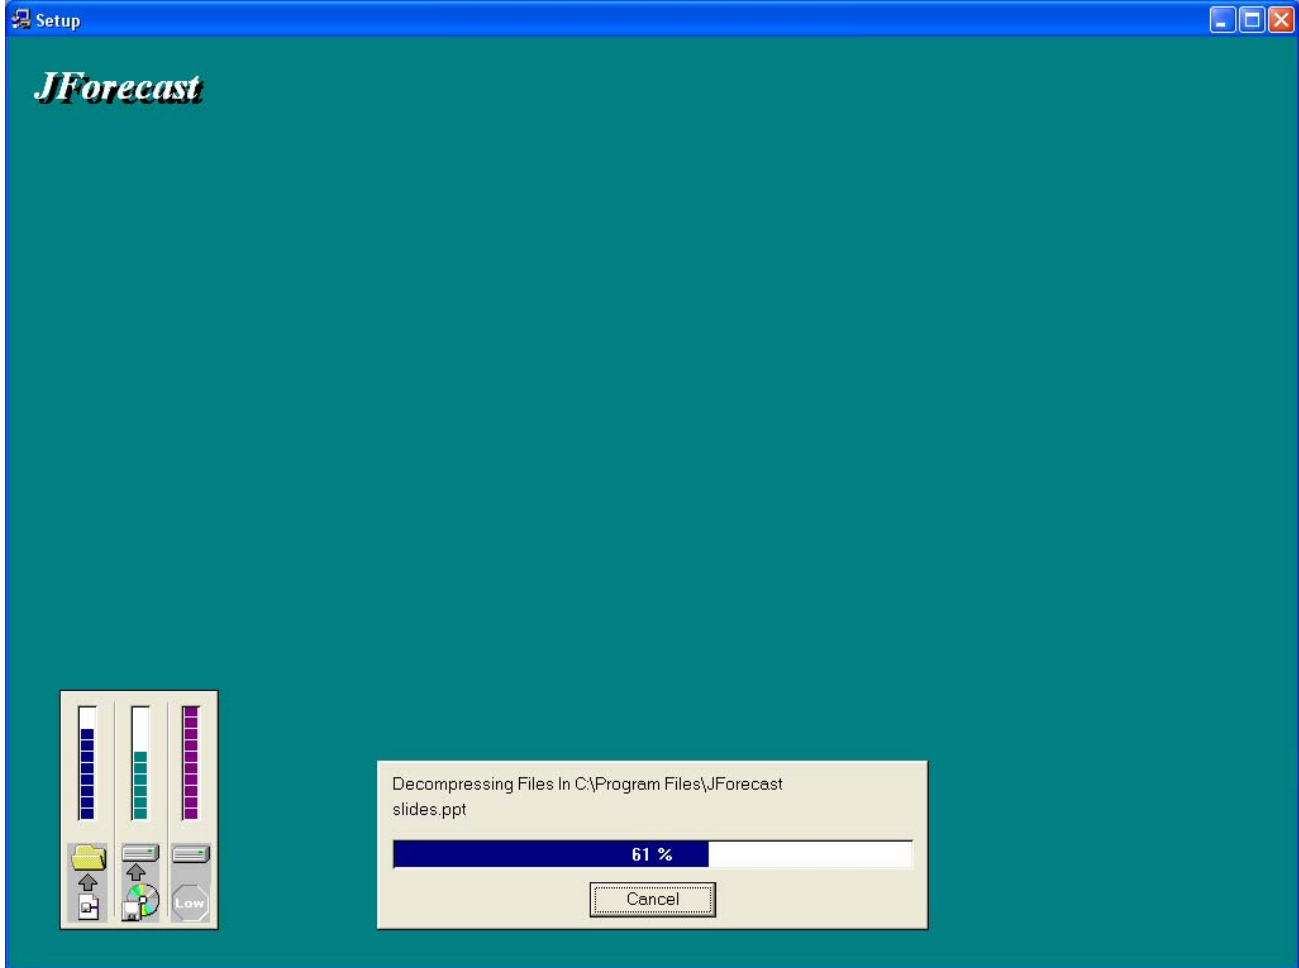 Setup
JForecast
Decompressing Files In C:\Program Files\JForecast
slides.ppt
61 %
Cancel
Low